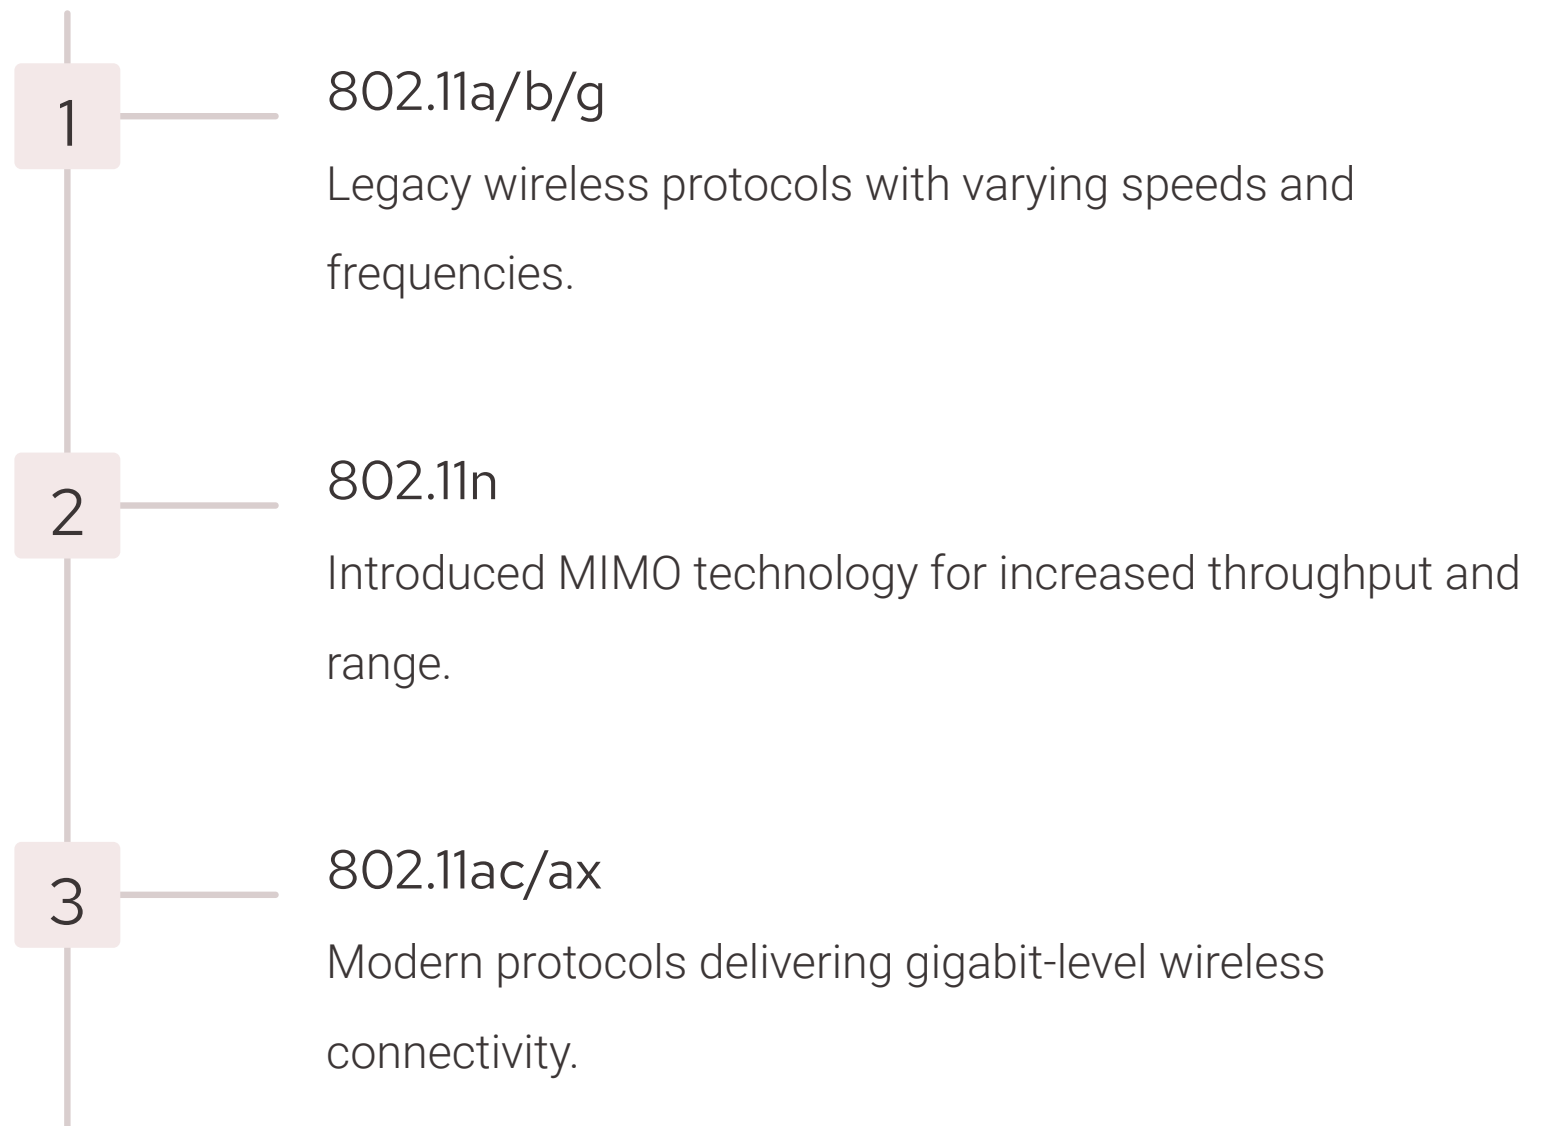 1
802.11a/b/g
Legacy wireless protocols with varying speeds and
frequencies.
2
802.11n
Introduced MIMO technology for increased throughput and
range.
3
802.11ac/ax
Modern protocols delivering gigabit-level wireless
connectivity.